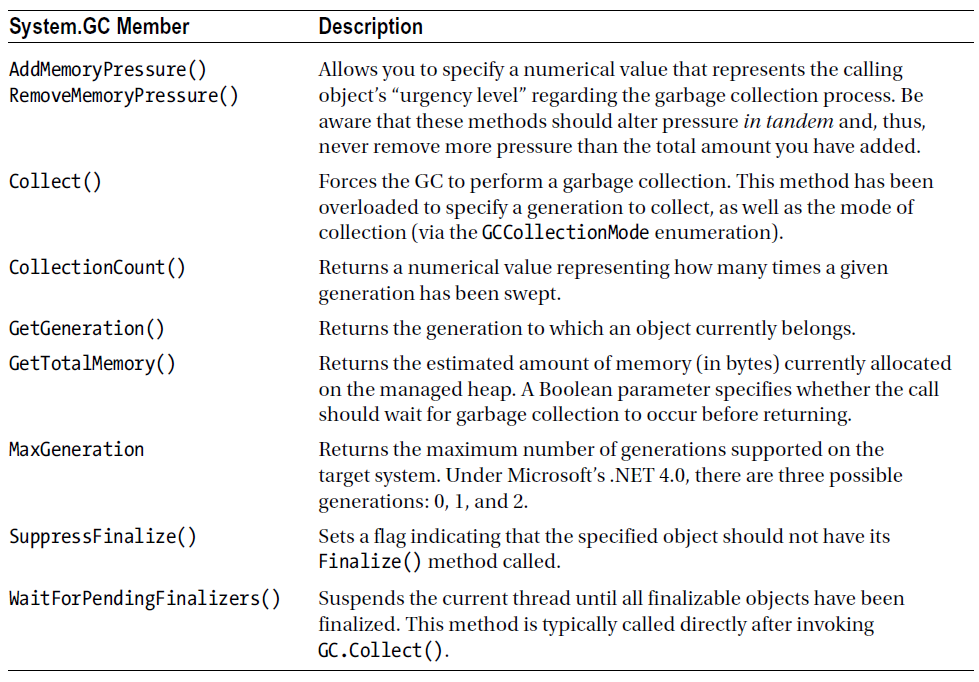 System.GC Member Description
AddMemoryPressure() Allows you to specify a numerical value that represents the calling
RemoveMemoryPressure() object’s “urgency level” regarding the garbage collection process. Be
aware that these methods should alter pressure in tandem and, thus,
never remove more pressure than the total amount you have added.
Collect() Forces the GC to perform a garbage collection. This method has been
overloaded to specify a generation to collect, as well as the mode of
collection (via the GCCollectionMode enumeration).
CollectionCount() Returns a numerical value representing how many times a given
generation has been swept.
GetGeneration() Returns the generation to which an object currently belongs.
GetTotalMemory() Returns the estimated amount of memory (in bytes) currently allocated
on the managed heap. A Boolean parameter specifies whether the call
should wait for garbage collection to occur before returning.
MaxGeneration Returns the maximum number of generations supported on the
target system. Under Microsoft’s .NET 4.0, there are three possible
generations: 0, 1, and 2.
SuppressFinalize() Sets a flag indicating that the specified object should not have its
Finalize() method called.
WaitForPendingFinalizers() Suspends the current thread until all finalizable objects have been
finalized. This method is typically called directly after invoking
GC.Collect().